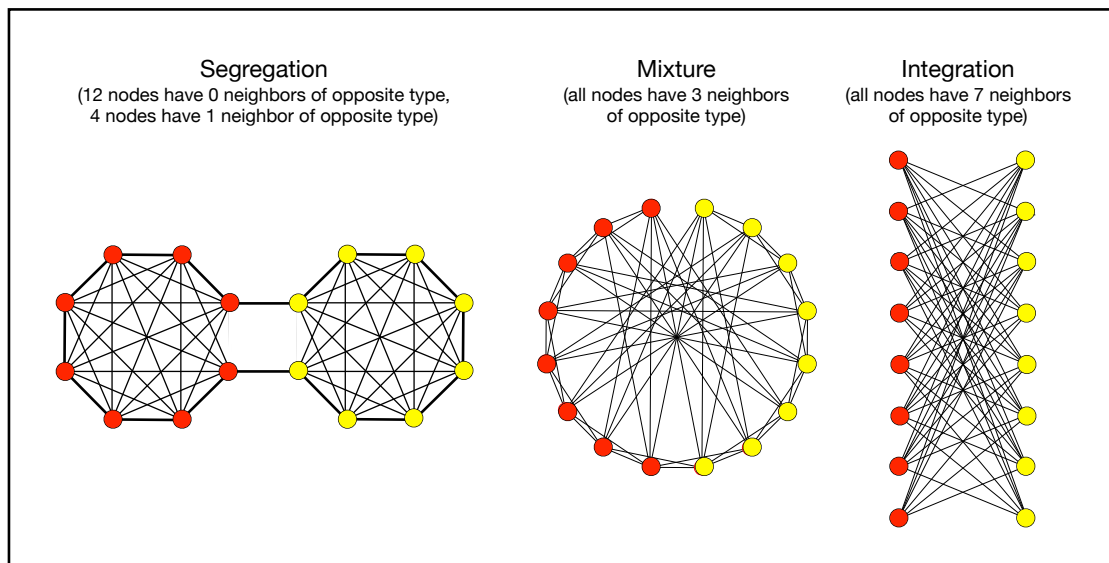 Segregation
(12 nodes have 0 neighbors of opposite type,
4 nodes have 1 neighbor of opposite type)
Mixture
(all nodes have 3 neighbors
of opposite type)
Integration
(all nodes have 7 neighbors
of opposite type)